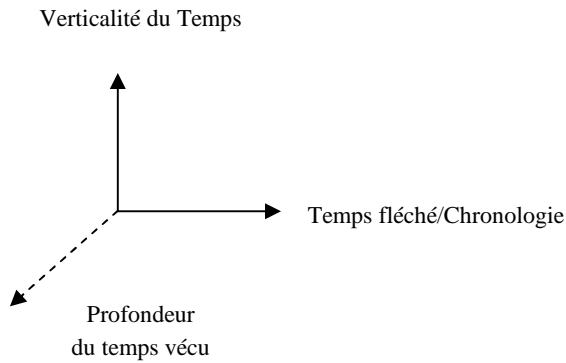 Verticalité du Temps
Temps fléché/Chronologie
Profondeur
du temps vécu